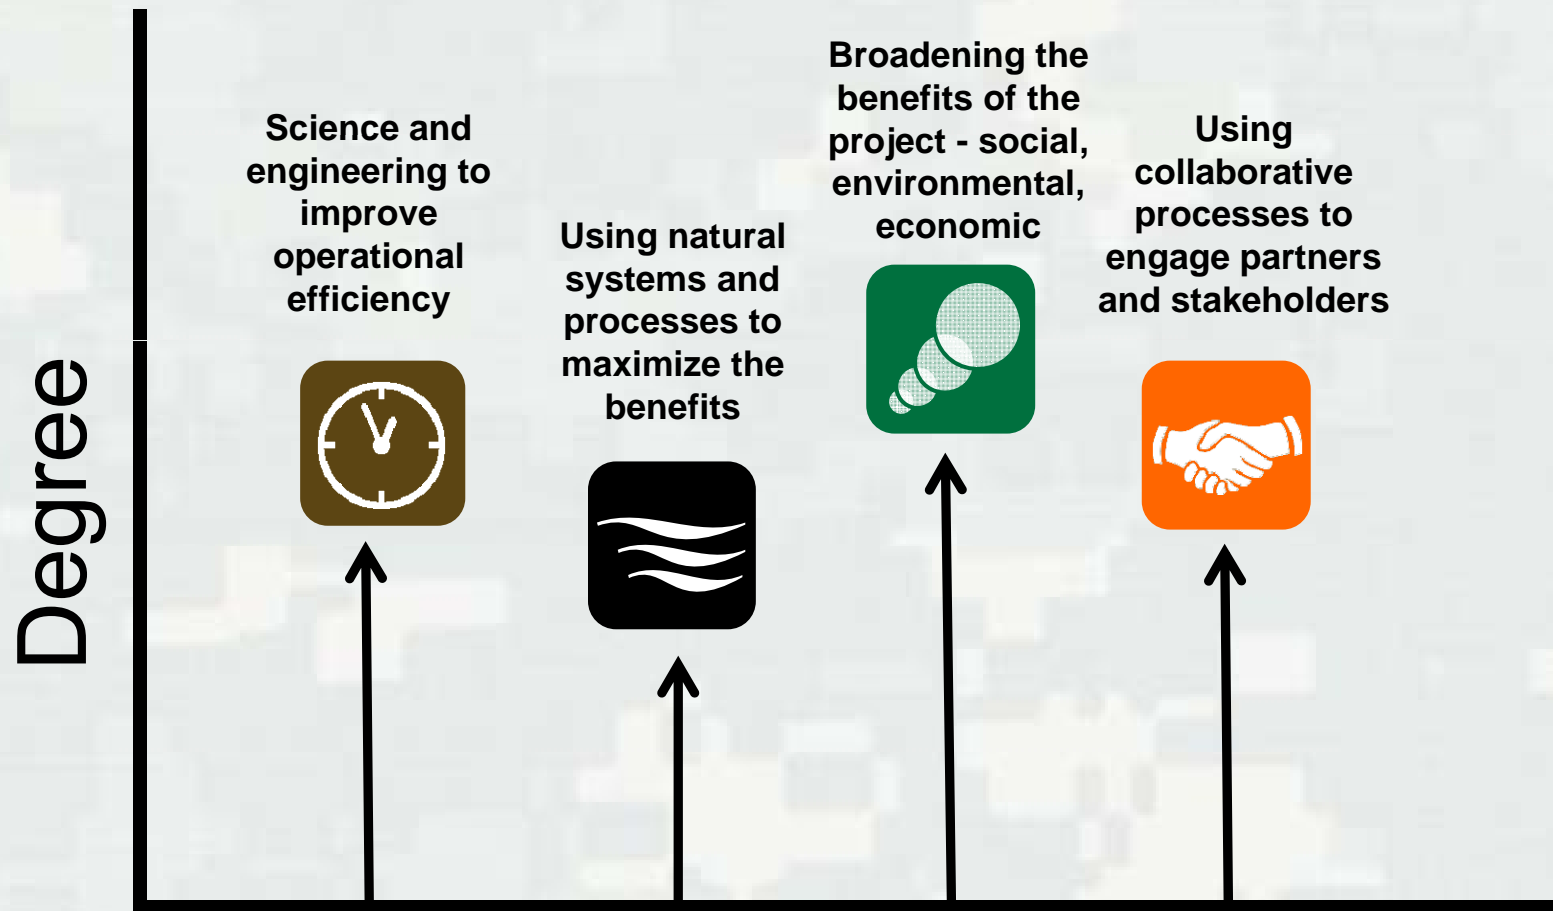 Degree
Science and
engineering to
improve
operational
efficiency
Using natural
systems and
processes to
maximize the
benefits
Broadening the
benefits of the
project - social,
environmental,
economic
Using
collaborative
processes to
engage partners
and stakeholders